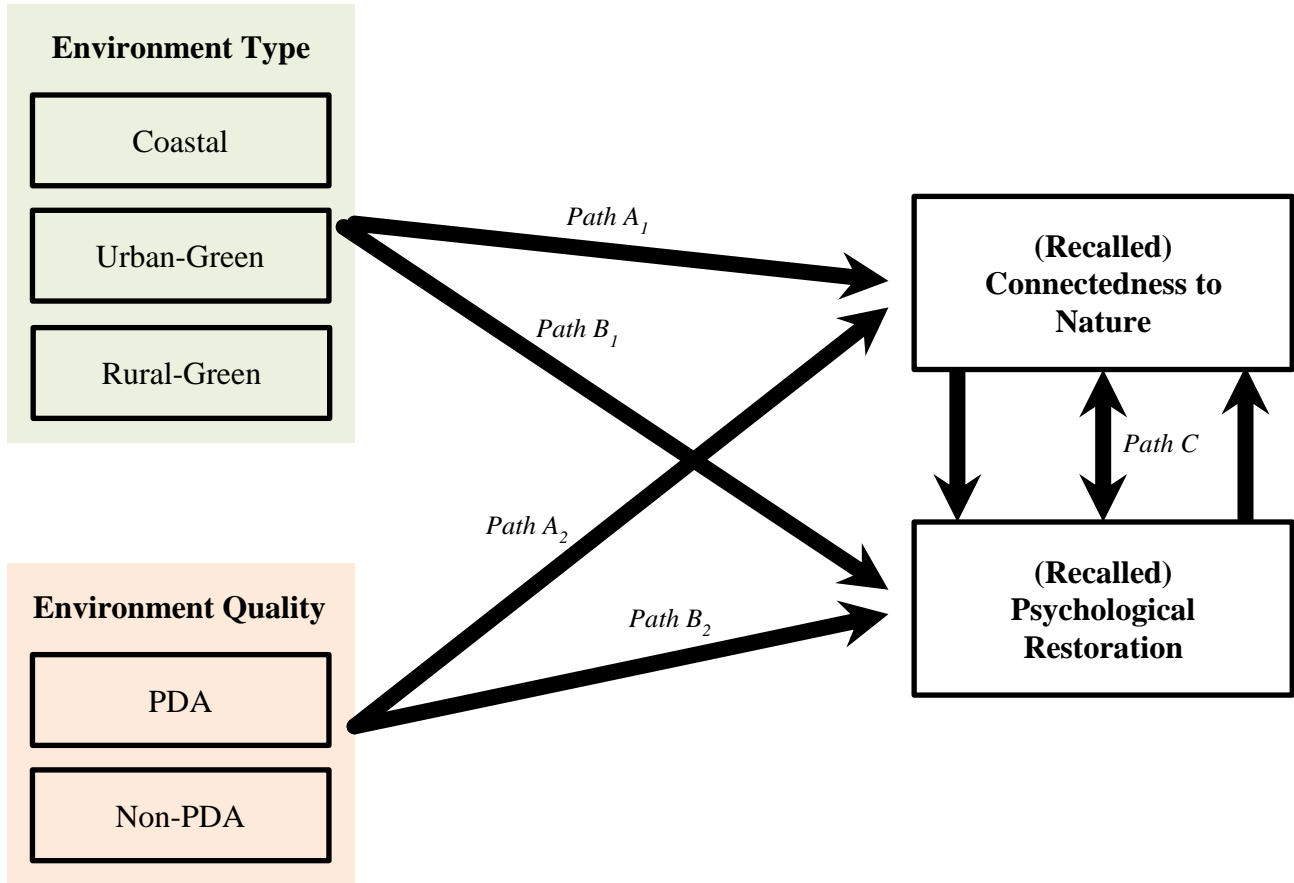 Environment Type
Coastal
Urban-Green
Rural-Green
Environment Quality
PDA
Non-PDA
Path A1
Path B1
Path A2
Path B2
(Recalled)
Connectedness to
Nature
Path C
(Recalled)
Psychological
Restoration